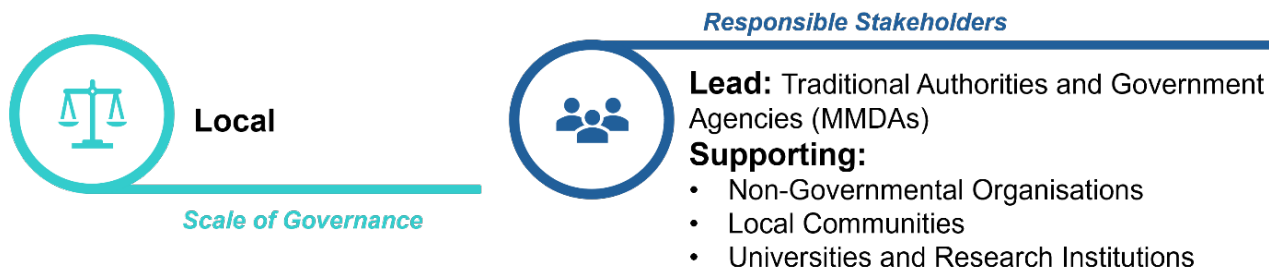 Local
Scale of Governance
Responsible Stakeholders
Lead: Traditional Authorities and Government
Agencies (MMDAs)
Supporting:
• Non-Governmental Organisations
• Local Communities
• Universities and Research Institutions